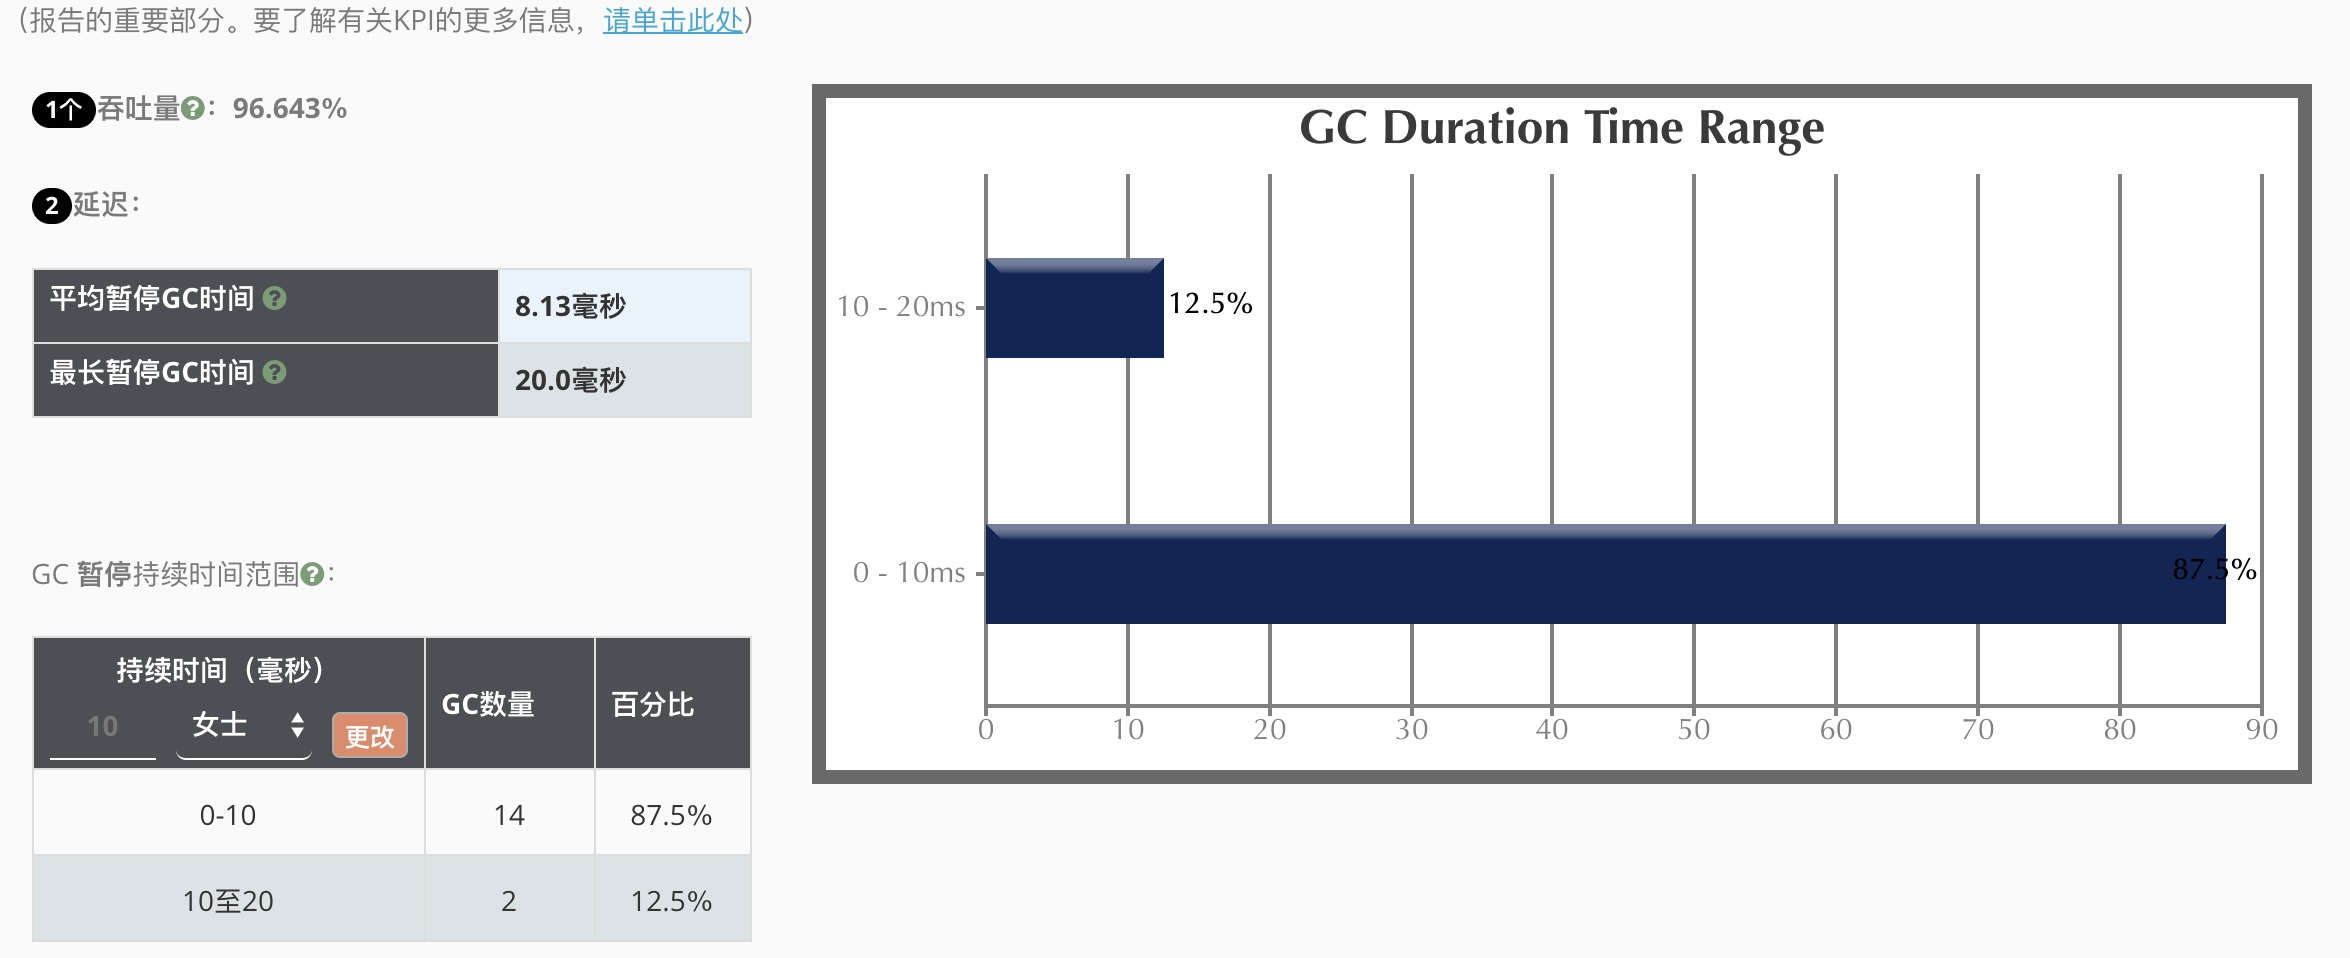 （报告的重要部分。要了解有关KPI的更多信息，请单击此处）
1个 吞吐量?：96.643%
2 延迟：
平均暂停GC时间 ? 8.13毫秒
最长暂停GC时间 ? 20.0毫秒
GC 暂停持续时间范围?：
持续时间（毫秒） GC数量 百分比
10 女士 更改
0-10 14 87.5%
10至20 2 12.5%
GC Duration Time Range
10 - 20ms 12.5%
0 - 10ms 87.5%
0 10 20 30 40 50 60 70 80 90